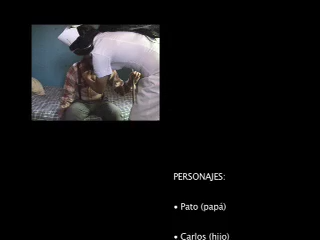 PERSONAJES:
• Pato (papá)
• Carlos (hijo)